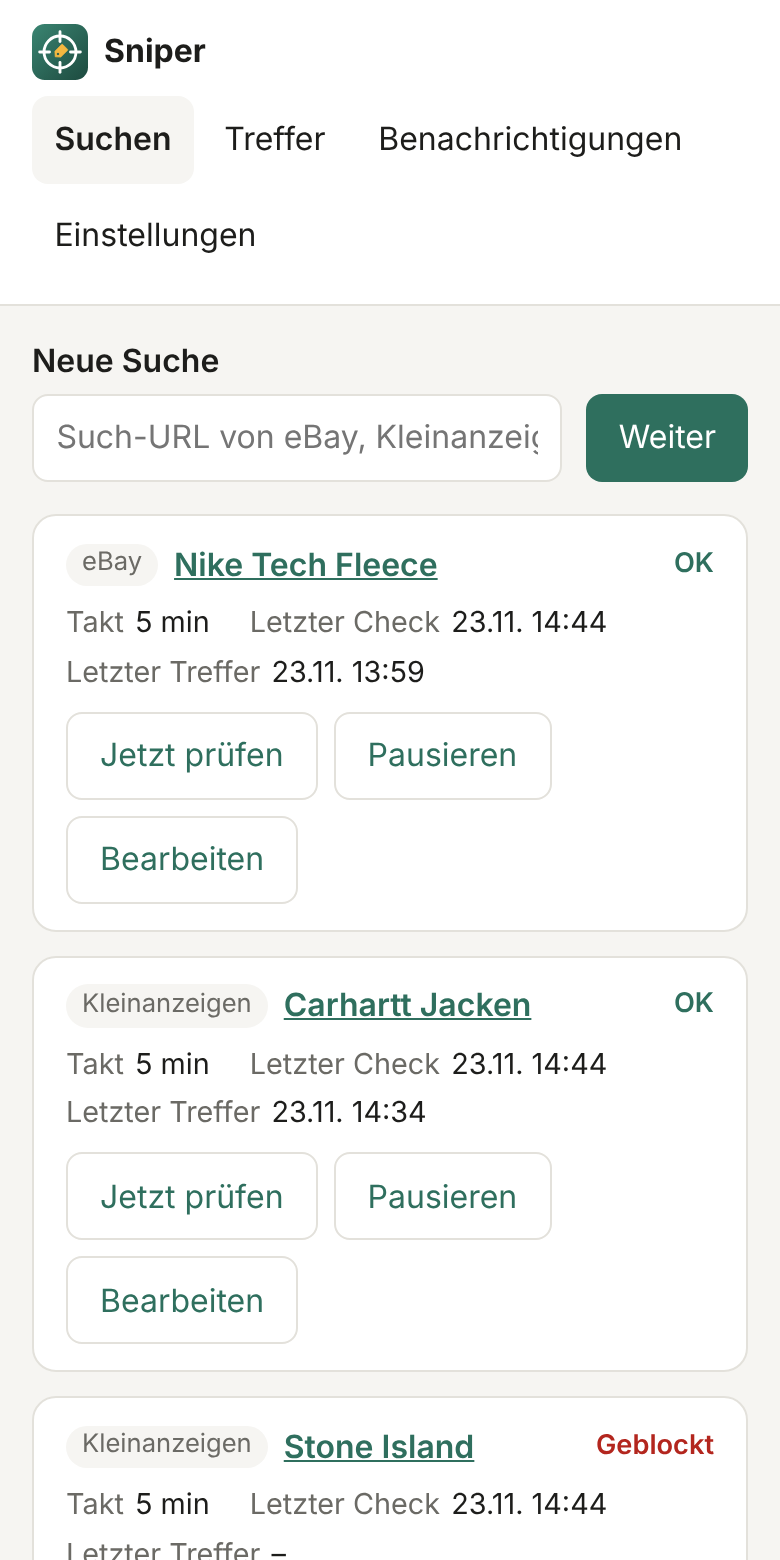 Sniper
Suchen Treffer Benachrichtigungen
Einstellungen
Neue Suche
Such-URL von eBay, Kleinanzeig Weiter
eBay Nike Tech Fleece OK
Takt 5 min Letzter Check 23.11. 14:44
Letzter Treffer 23.11. 13:59
Jetzt prüfen Pausieren
Bearbeiten
Kleinanzeigen Carhartt Jacken OK
Takt 5 min Letzter Check 23.11. 14:44
Letzter Treffer 23.11. 14:34
Jetzt prüfen Pausieren
Bearbeiten
Kleinanzeigen Stone Island Geblockt
Takt 5 min Letzter Check 23.11. 14:44
Letzter Treffer –